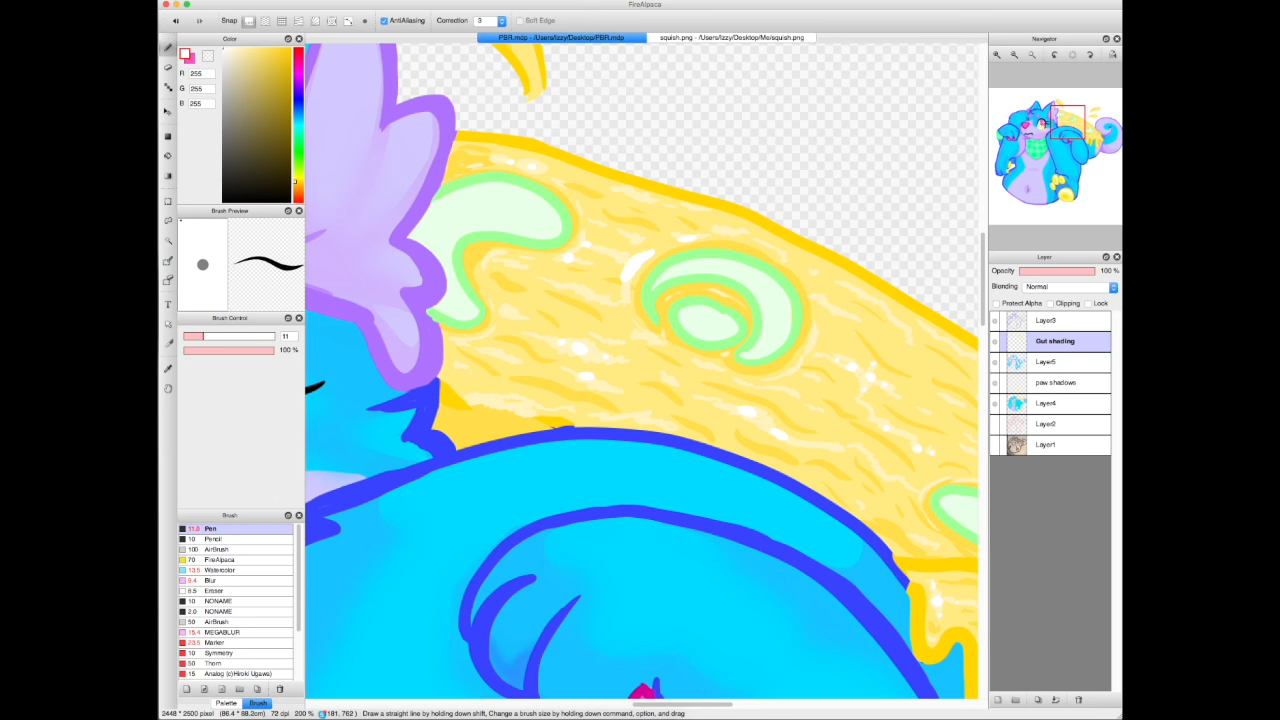 FireAlpaca
Snap AntiAliasing Correction 3 Soft Edge
Color
PBR.mdp - /Users/Izzy/Desktop/PBR.mdp
squish.png - /Users/Izzy/Desktop/Me/squish.png
Navigator
R 255
G 255
B 255
Brush Preview
Brush Control
11
100 %
Layer
Opacity 100 %
Blending Normal
Protect Alpha Clipping Lock
Layer3
Gut shading
Layer5
paw shadows
Layer4
Layer2
Layer1
Brush
11.0 Pen
10 Pencil
100 AirBrush
70 FireAlpaca
13.5 Watercolor
9.4 Blur
8.5 Eraser
10 NONAME
2.0 NONAME
50 AirBrush
15.4 MEGABLUR
23.5 Marker
10 Symmetry
50 Thorn
15 Analog (c)Hiroki Ugawa)
Palette Brush
2448 * 2500 pixel (86.4 * 88.2cm) 72 dpi 200 % Draw a straight line by holding down shift, Change a brush size by holding down command, option, and drag